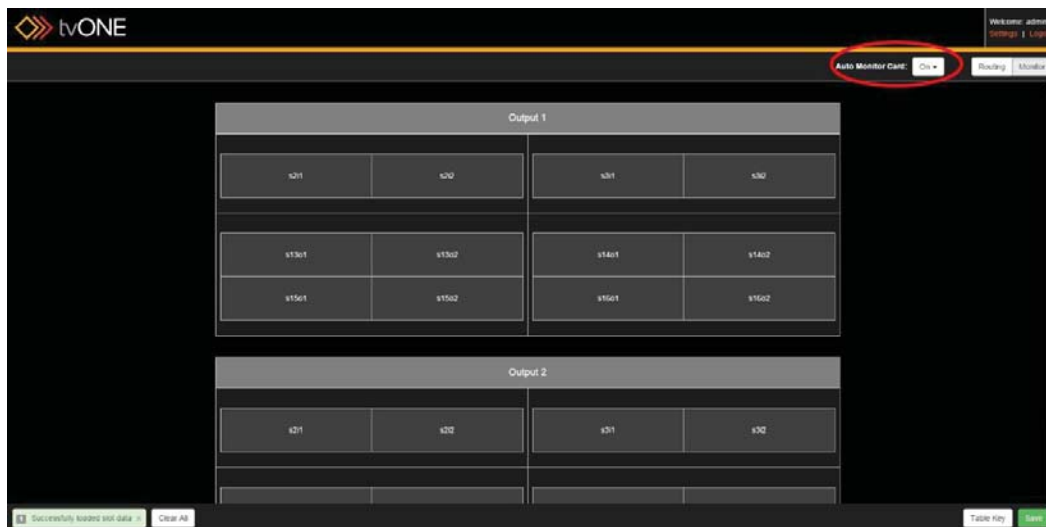 tvONE
Welcome: admin
Settings | Logo
Auto Monitor Card: On
Routing Monitor
Output 1
s2i1 s2i2 s3i1 s3i2
s13o1 s13o2 s14o1 s14o2
s15o1 s15o2 s16o1 s16o2
Output 2
s2i1 s2i2 s3i1 s3i2
1 Successfully loaded slot data × Clear All
Table Key Save